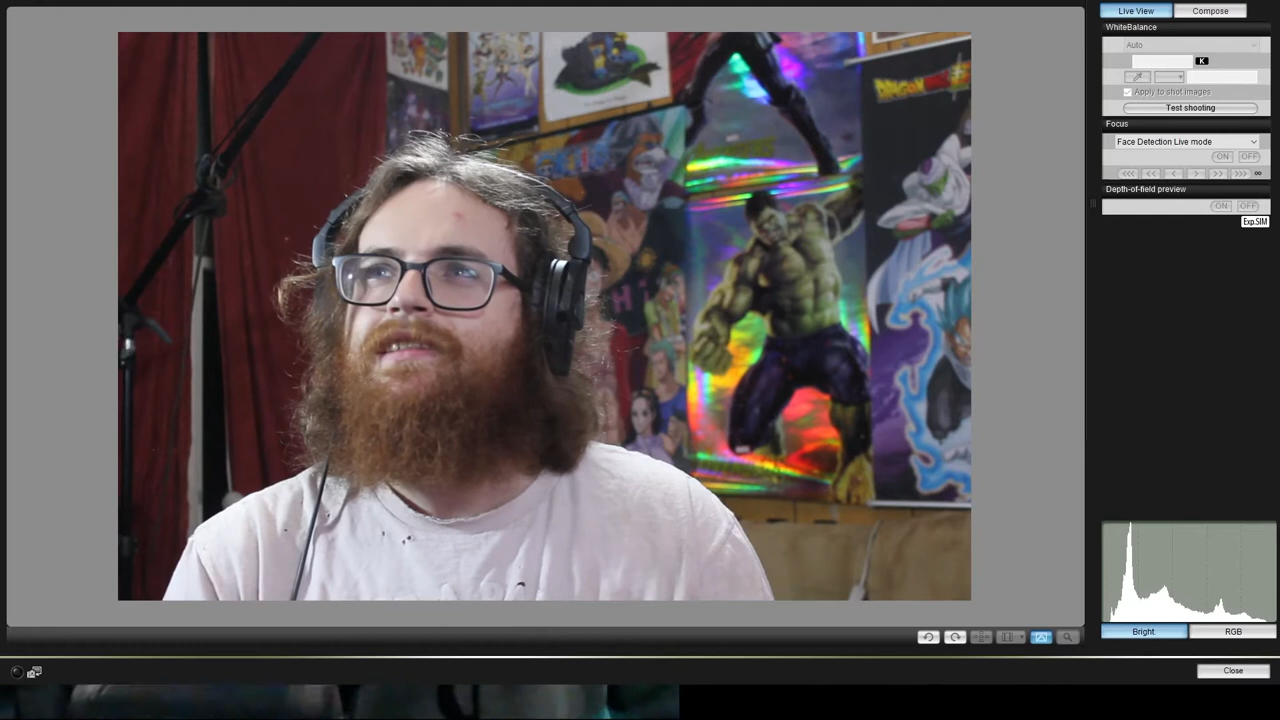 Live View Compose
WhiteBalance
Auto
K
Apply to shot images
Test shooting
Focus
Face Detection Live mode
ON OFF
<<< << < > >> >>> ∞
Depth-of-field preview
ON OFF
Exp.SIM
DRAGON BALL
Bright RGB
Close